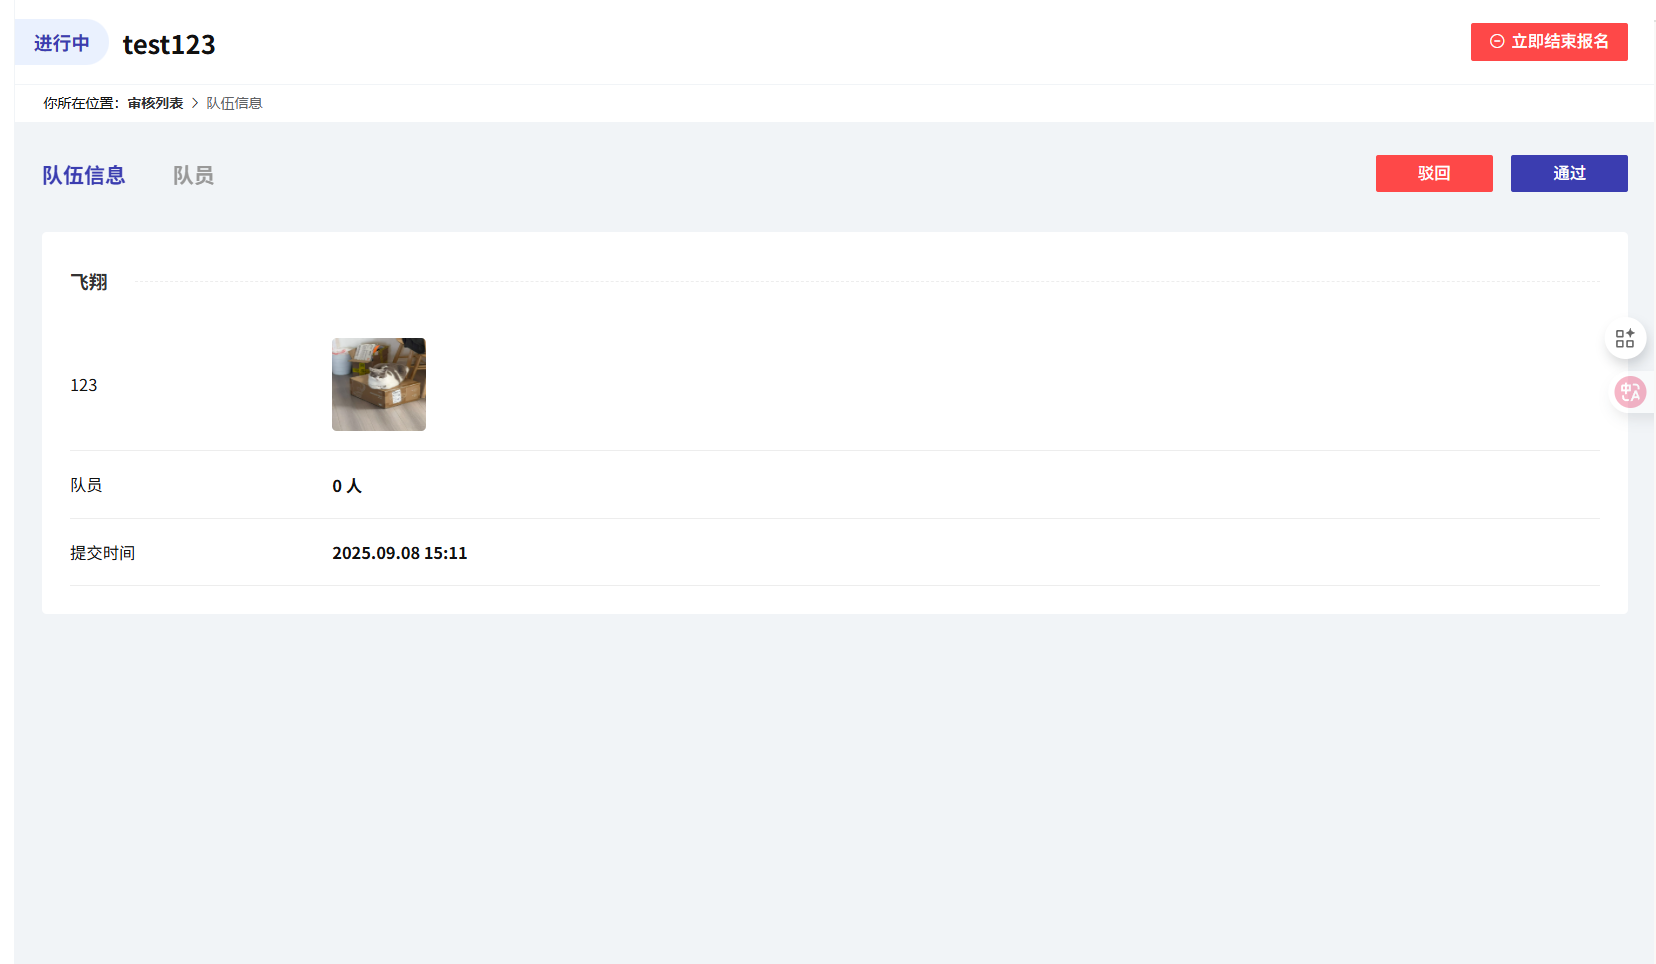 进行中 test123
立即结束报名
你所在位置：审核列表 > 队伍信息
队伍信息 队员
驳回 通过
飞翔
123
队员 0 人
提交时间 2025.09.08 15:11